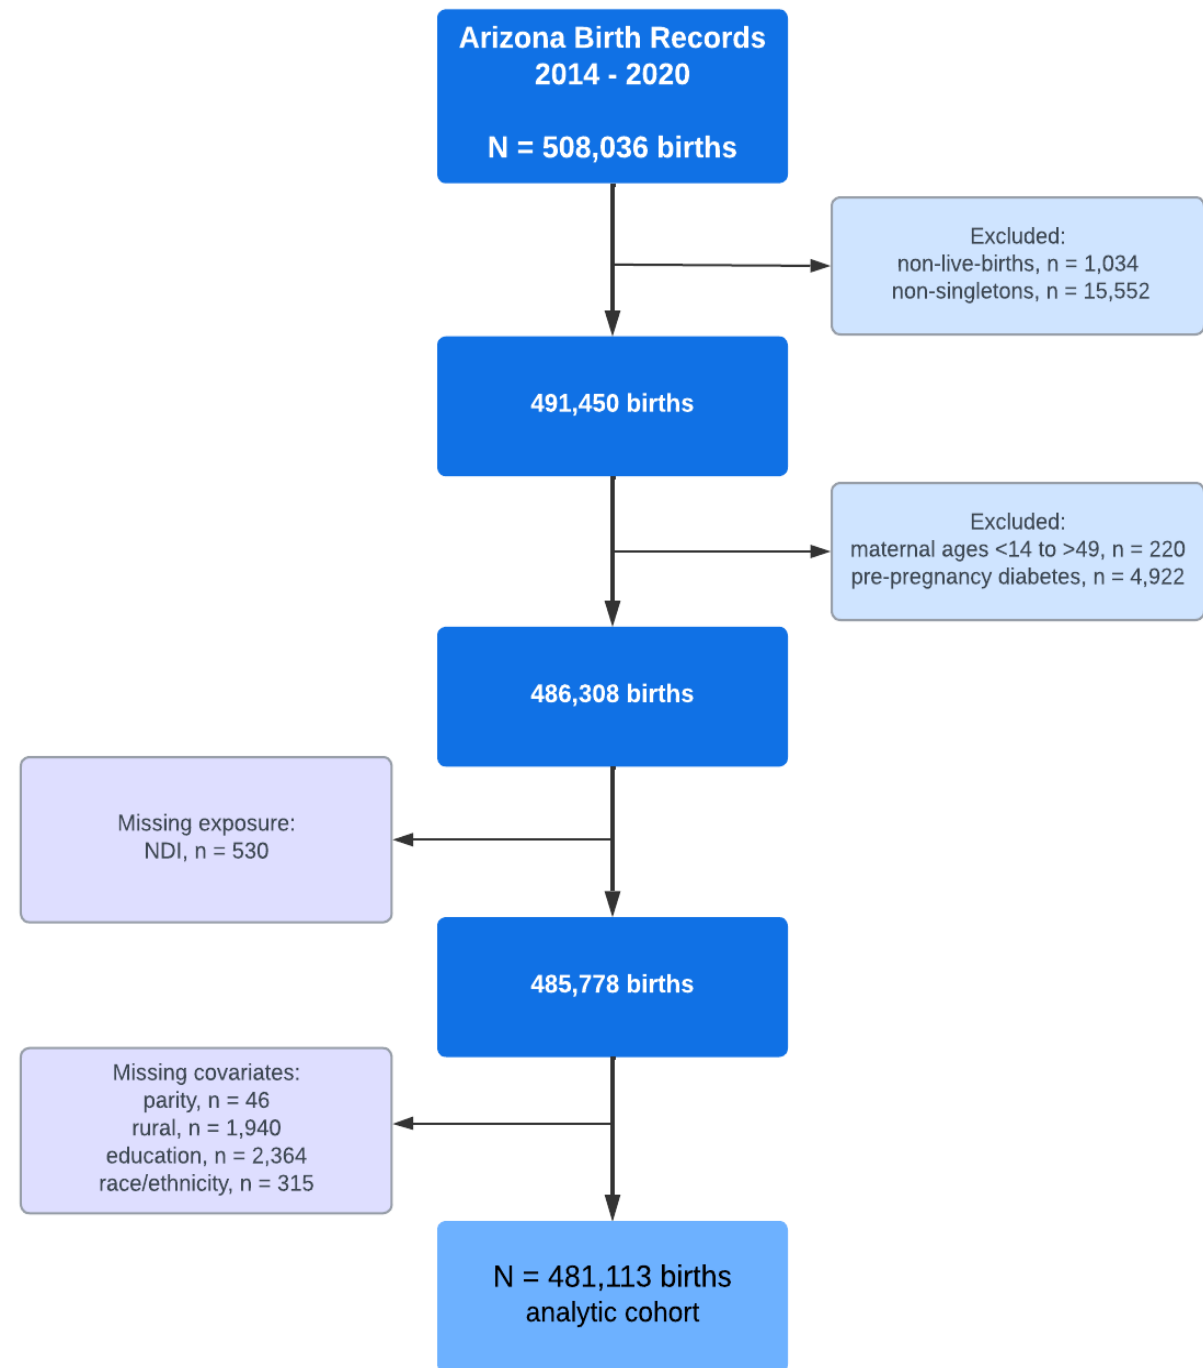 Arizona Birth Records
2014 - 2020
N = 508,036 births
Excluded:
non-live-births, n = 1,034
non-singletons, n = 15,552
491,450 births
Excluded:
maternal ages <14 to >49, n = 220
pre-pregnancy diabetes, n = 4,922
486,308 births
Missing exposure:
NDI, n = 530
485,778 births
Missing covariates:
parity, n = 46
rural, n = 1,940
education, n = 2,364
race/ethnicity, n = 315
N = 481,113 births
analytic cohort